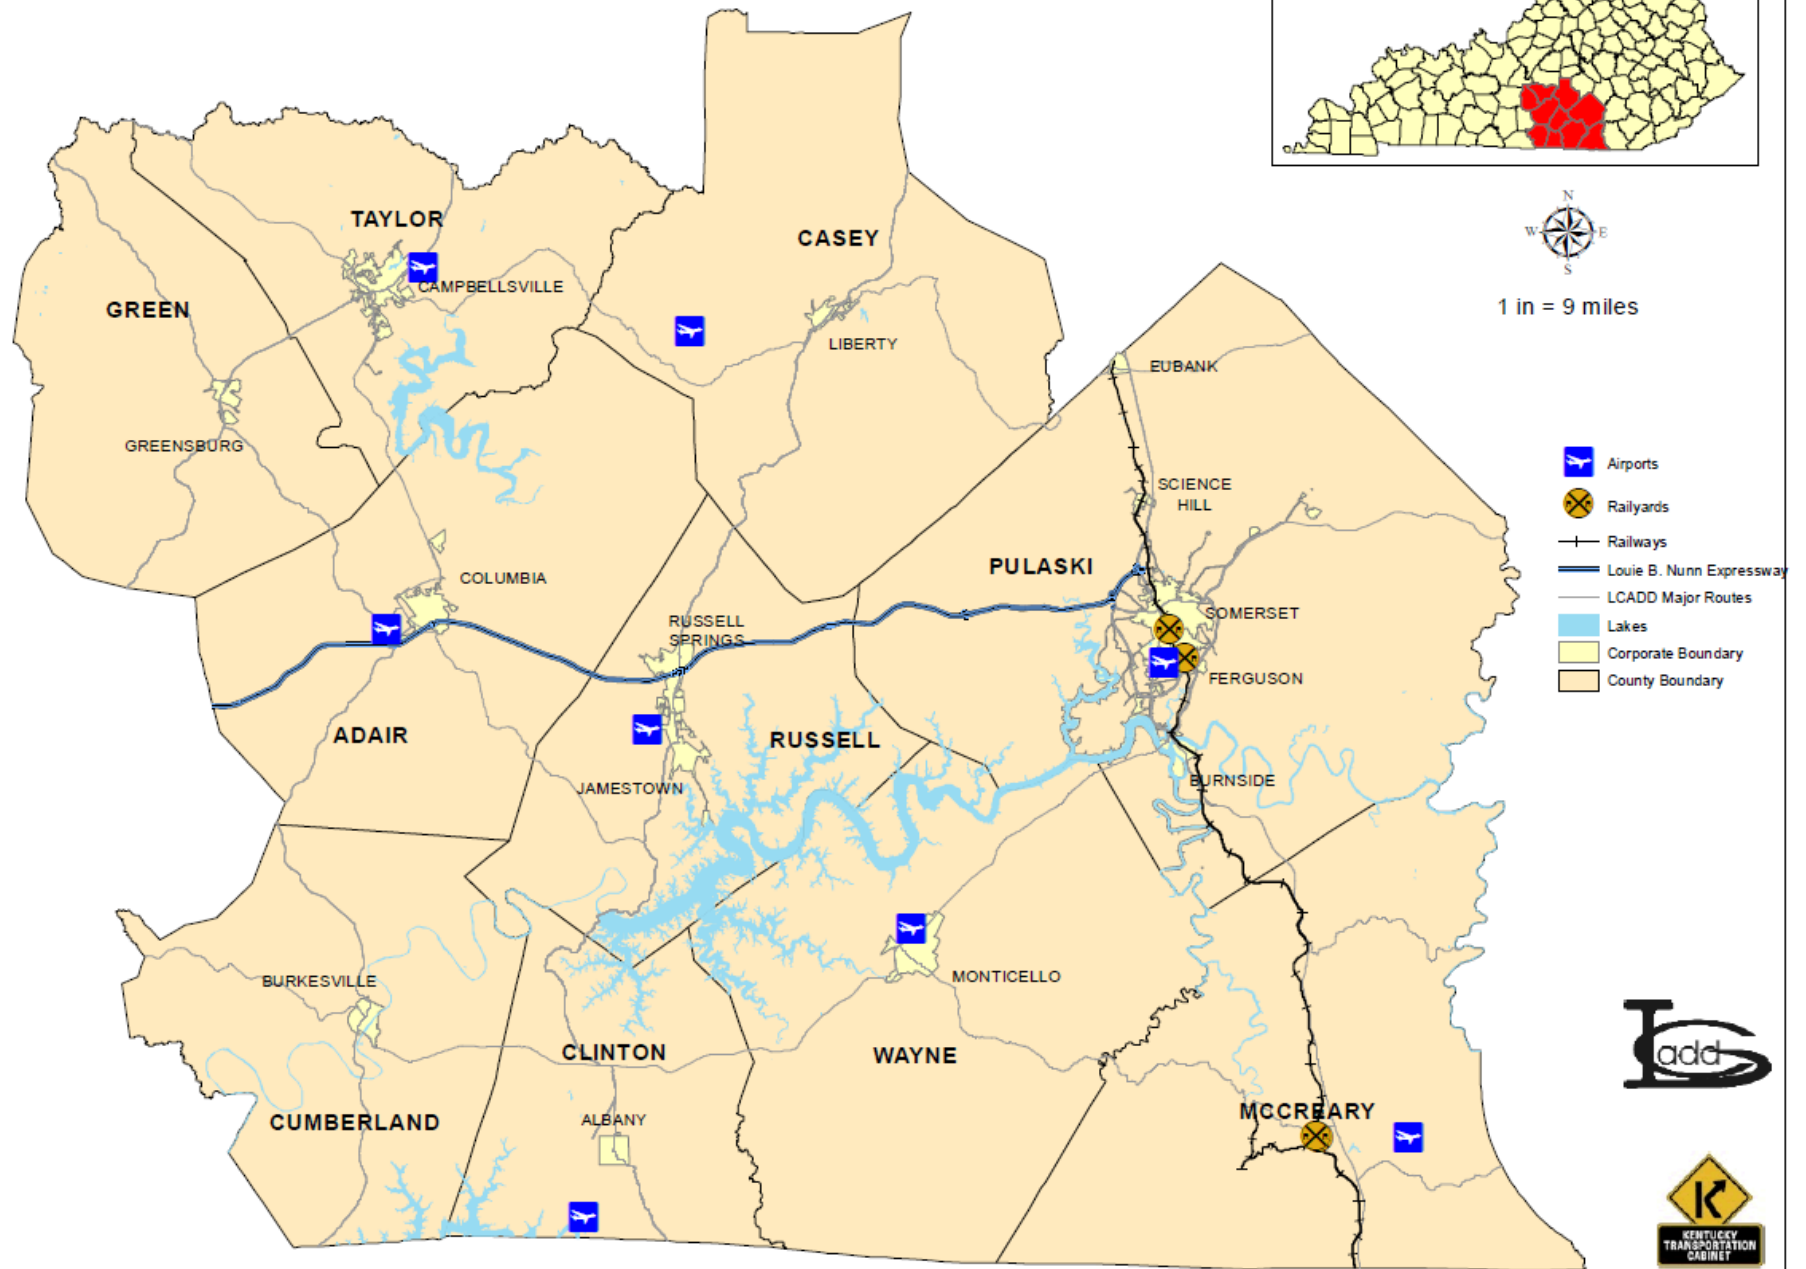 N
W E
S
1 in = 9 miles
TAYLOR
CASEY
CAMPBELLSVILLE
GREEN
LIBERTY
EUBANK
GREENSBURG
SCIENCE
HILL
PULASKI
COLUMBIA
SOMERSET
RUSSELL
SPRINGS
FERGUSON
ADAIR
RUSSELL
JAMESTOWN
BURNSIDE
BURKESVILLE
MONTICELLO
CLINTON
WAYNE
CUMBERLAND
ALBANY
MCCREARY
Airports
Railyards
Railways
Louie B. Nunn Expressway
LCADD Major Routes
Lakes
Corporate Boundary
County Boundary
LC add
K
KENTUCKY
TRANSPORTATION
CABINET